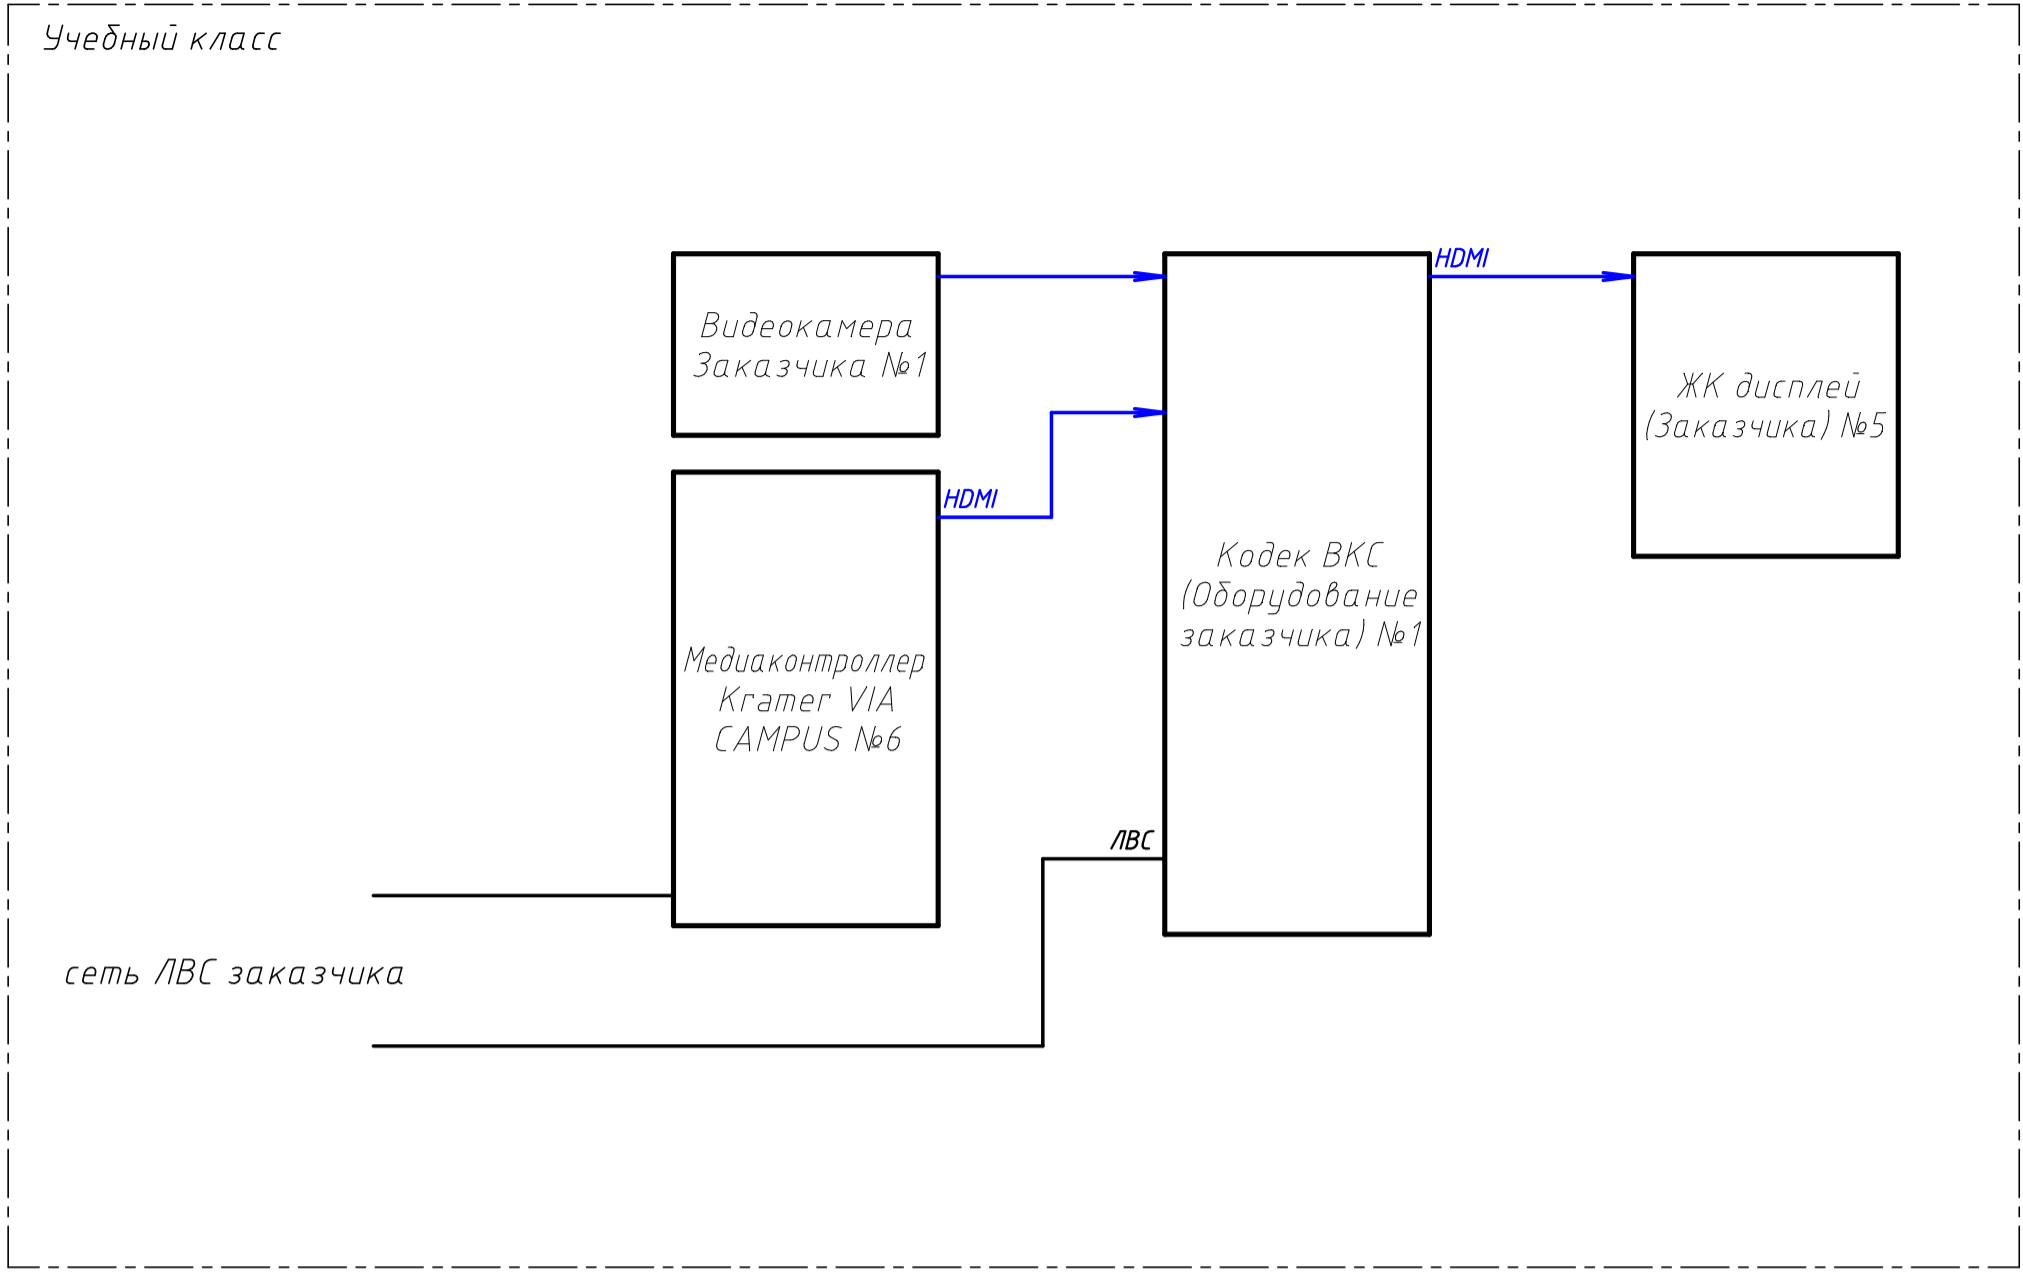 Учебный класс
HDMI
Видеокамера
Заказчика №1
ЖК дисплей
(Заказчика) №5
HDMI
Кодек ВКС
(Оборудование
заказчика) №1
Медиаконтроллер
Kramer VIA
CAMPUS №6
ЛВС
сеть ЛВС заказчика